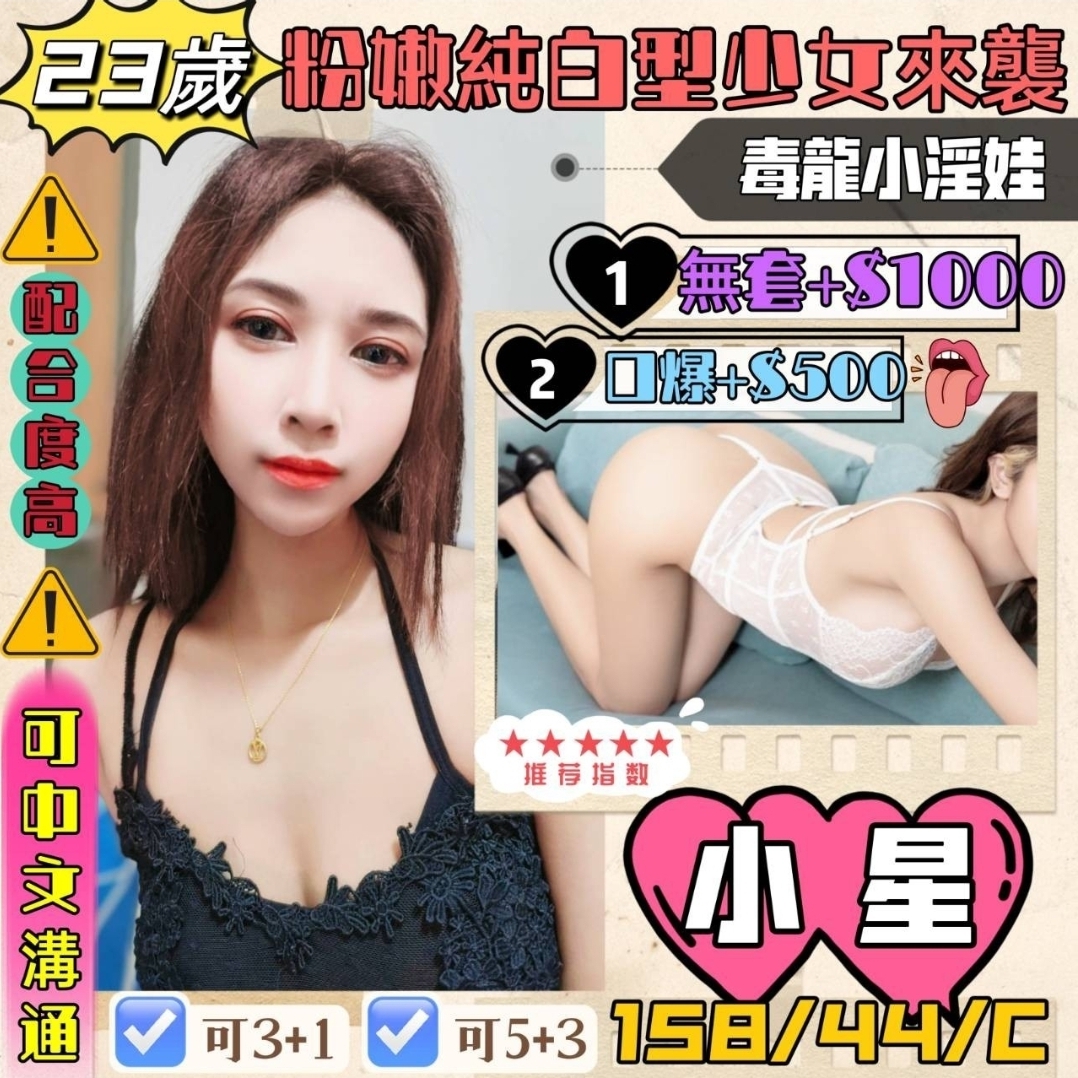 23歲
粉嫩純白型少女來襲
毒龍小淫娃
1 無套+$1000
2 口爆+$500
配合度高
可中文溝通
★★★★★
推荐指数
小星
可3+1
可5+3
158/44/C